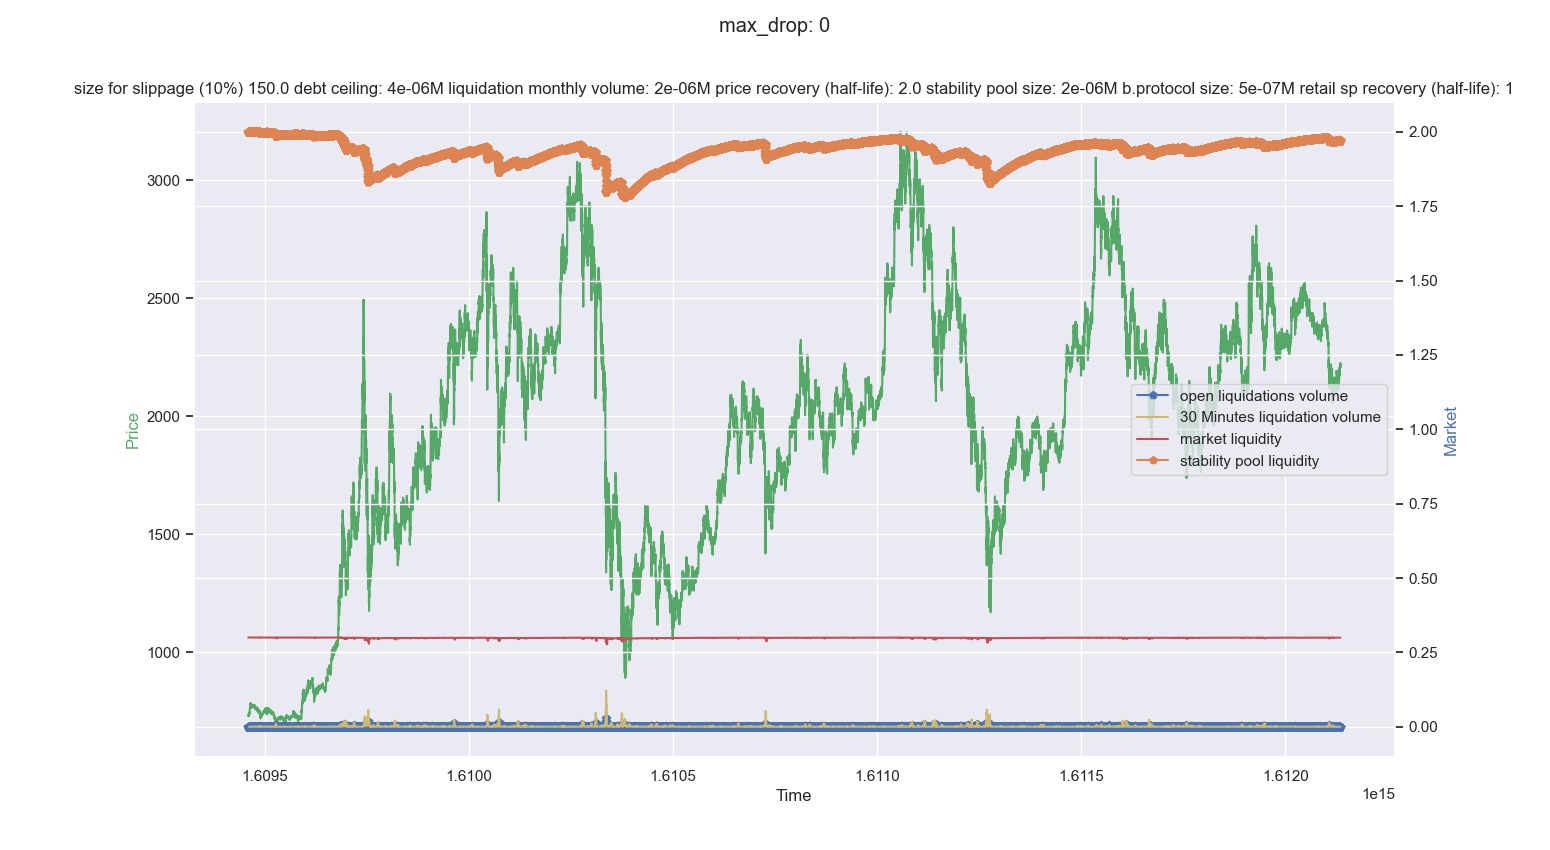 max_drop: 0
size for slippage (10%) 150.0 debt ceiling: 4e-06M liquidation monthly volume: 2e-06M price recovery (half-life): 2.0 stability pool size: 2e-06M b.protocol size: 5e-07M retail sp recovery (half-life): 1
3000
2500
2000
1500
1000
Price
2.00
1.75
1.50
1.25
1.00
0.75
0.50
0.25
0.00
Market
open liquidations volume
30 Minutes liquidation volume
market liquidity
stability pool liquidity
1.6095
1.6100
1.6105
1.6110
1.6115
1.6120
1e15
Time